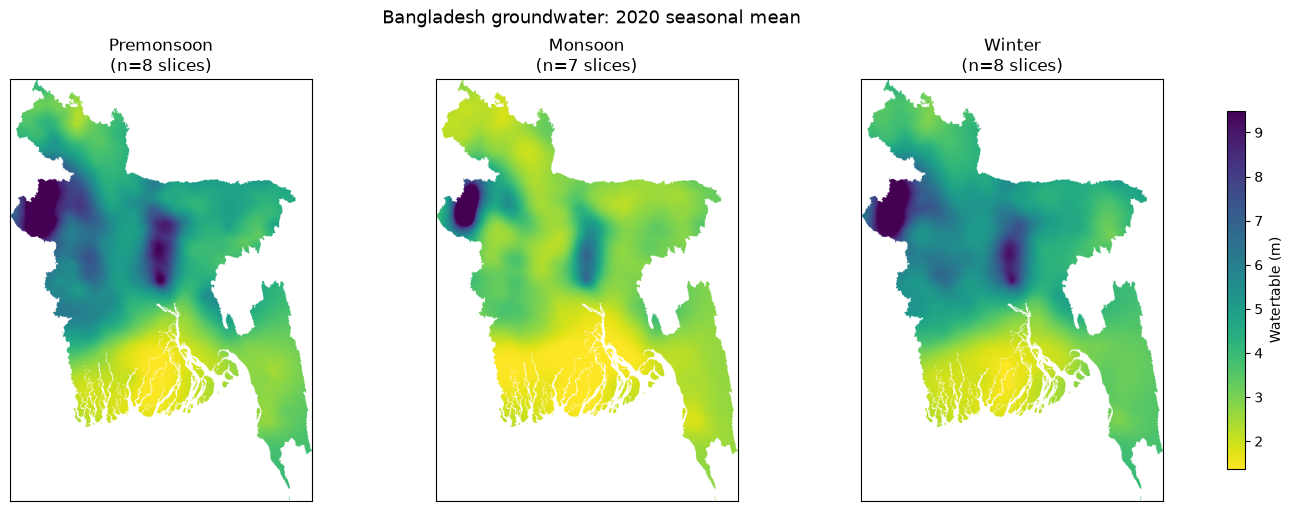 Bangladesh groundwater: 2020 seasonal mean
Premonsoon
(n=8 slices)
Monsoon
(n=7 slices)
Winter
(n=8 slices)
9
8
7
6
5
4
3
2
Watertable (m)